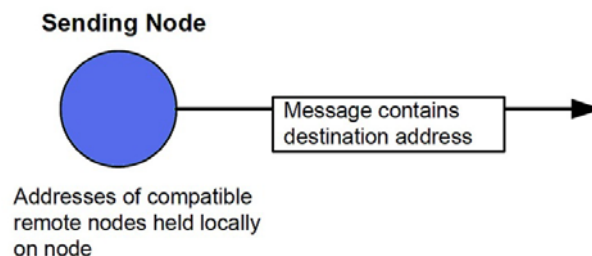 Sending Node
Message contains
destination address
Addresses of compatible
remote nodes held locally
on node